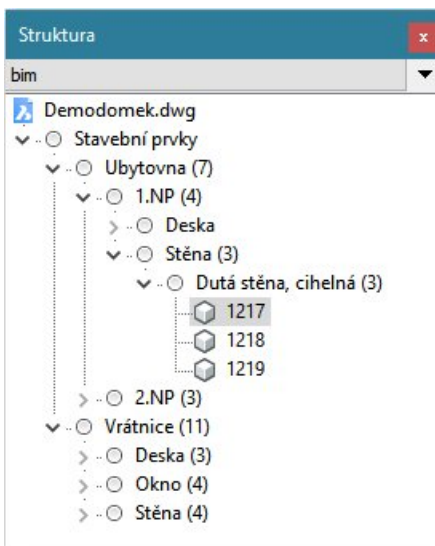 Struktura
bim
Demodomek.dwg
Stavební prvky
Ubytovna (7)
1.NP (4)
Deska
Stěna (3)
Dutá stěna, cihelná (3)
1217
1218
1219
2.NP (3)
Vrátnice (11)
Deska (3)
Okno (4)
Stěna (4)